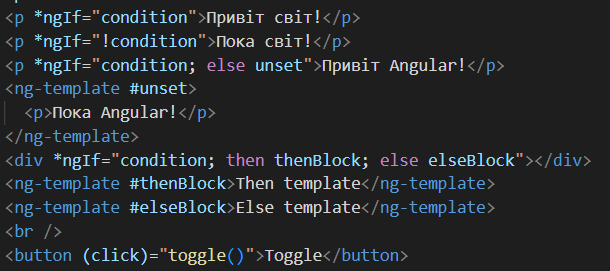 <p *ngIf="condition">Привіт світ!</p>
<p *ngIf="!condition">Пока світ!</p>
<p *ngIf="condition; else unset">Привіт Angular!</p>
<ng-template #unset>
<p>Пока Angular!</p>
</ng-template>
<div *ngIf="condition; then thenBlock; else elseBlock"></div>
<ng-template #thenBlock>Then template</ng-template>
<ng-template #elseBlock>Else template</ng-template>
<br />
<button (click)="toggle()">Toggle</button>